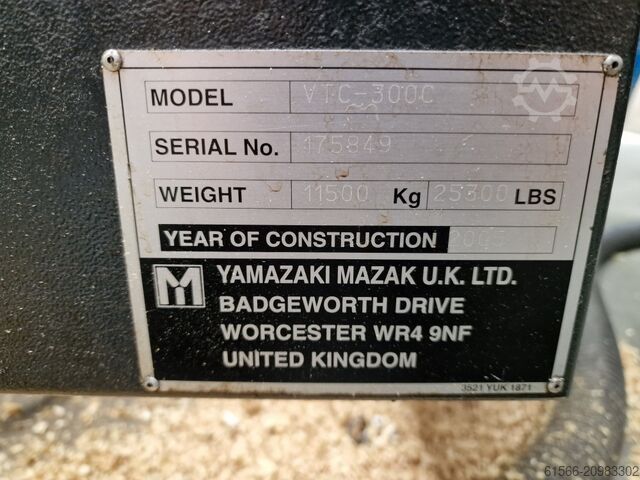 MODEL VTC-300C
SERIAL No. 175849
WEIGHT 11500 Kg 25300 LBS
YEAR OF CONSTRUCTION
YAMAZAKI MAZAK U.K. LTD.
BADGEWORTH DRIVE
WORCESTER WR4 9NF
UNITED KINGDOM
3521 YUK 1871
61566-20983302